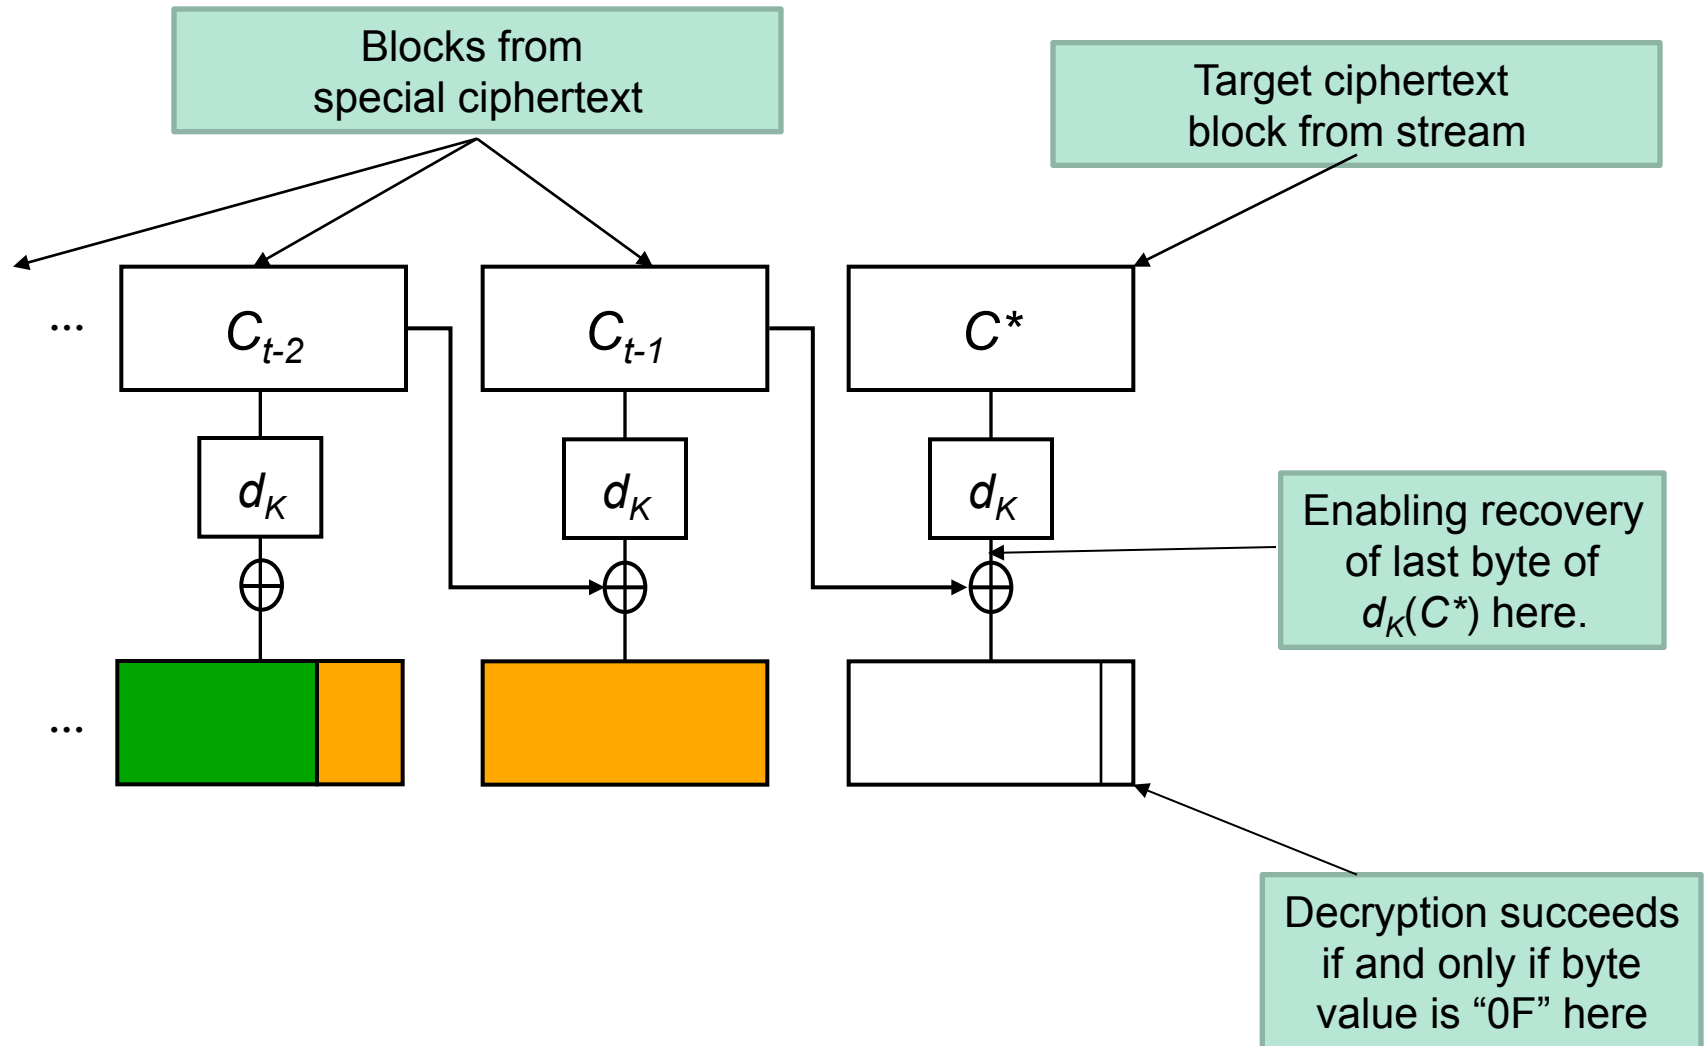 Blocks from
special ciphertext
Target ciphertext
block from stream
...
C_{t-2}
C_{t-1}
C*
d_K
d_K
d_K
Enabling recovery
of last byte of
d_K(C*) here.
...
Decryption succeeds
if and only if byte
value is “0F” here